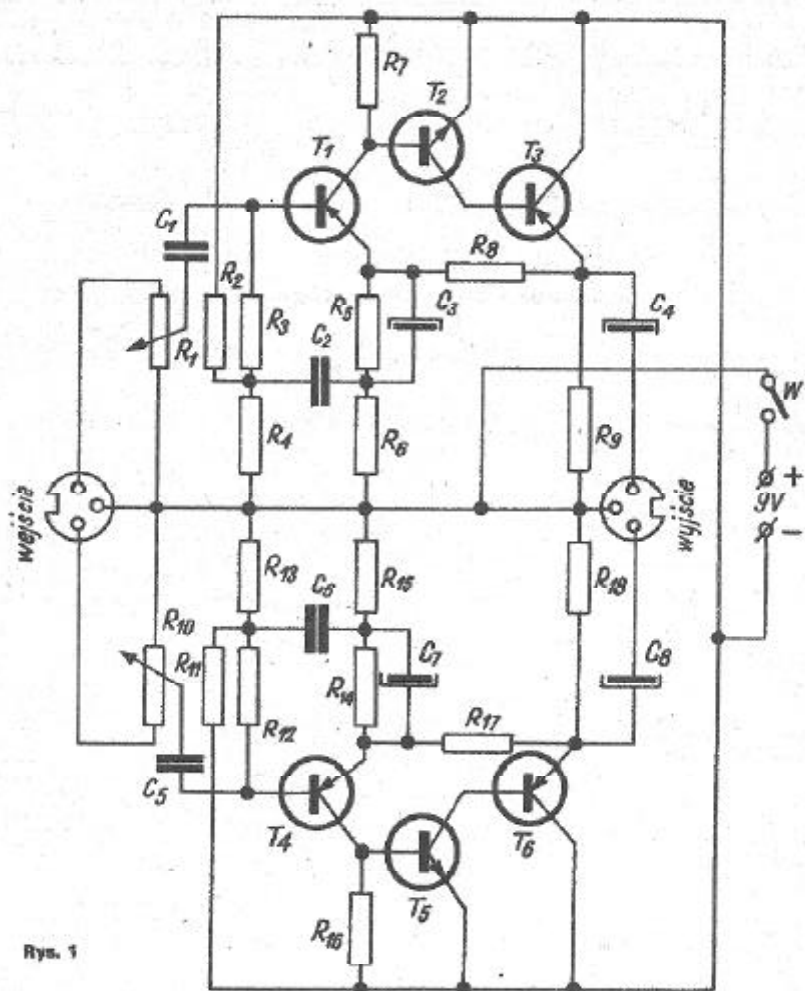 R7
T2
T1
T3
C1
R2
R3
R1
R5
C3
R8
C4
C2
R4
R6
R9
W
+
9V
−
wejście
wyjście
R13
C6
R15
R18
R10
R11
R12
R14
C7
R17
C8
C5
T4
T5
T6
R16
Rys. 1